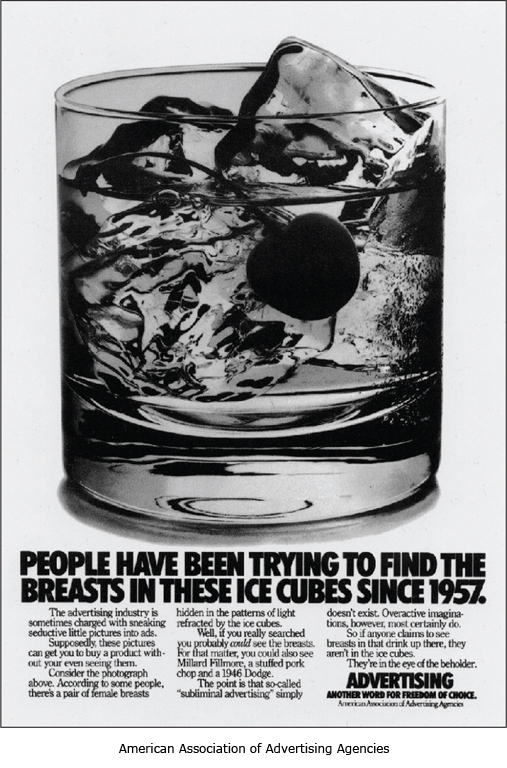 PEOPLE HAVE BEEN TRYING TO FIND THE
BREASTS IN THESE ICE CUBES SINCE 1957.
The advertising industry is
sometimes charged with sneaking
seductive little pictures into ads.
Supposedly, these pictures
can get you to buy a product with-
out your even seeing them.
Consider the photograph
above. According to some people,
there's a pair of female breasts
hidden in the patterns of light
refracted by the ice cubes.
Well, if you really searched
you probably could see the breasts.
For that matter, you could also see
Millard Fillmore, a stuffed pork
chop and a 1946 Dodge.
The point is that so-called
"subliminal advertising" simply
doesn't exist. Overactive imagina-
tions, however, most certainly do.
So if anyone claims to see
breasts in that drink up there, they
aren't in the ice cubes.
They're in the eye of the beholder.
ADVERTISING
ANOTHER WORD FOR FREEDOM OF CHOICE.
American Association of Advertising Agencies
American Association of Advertising Agencies